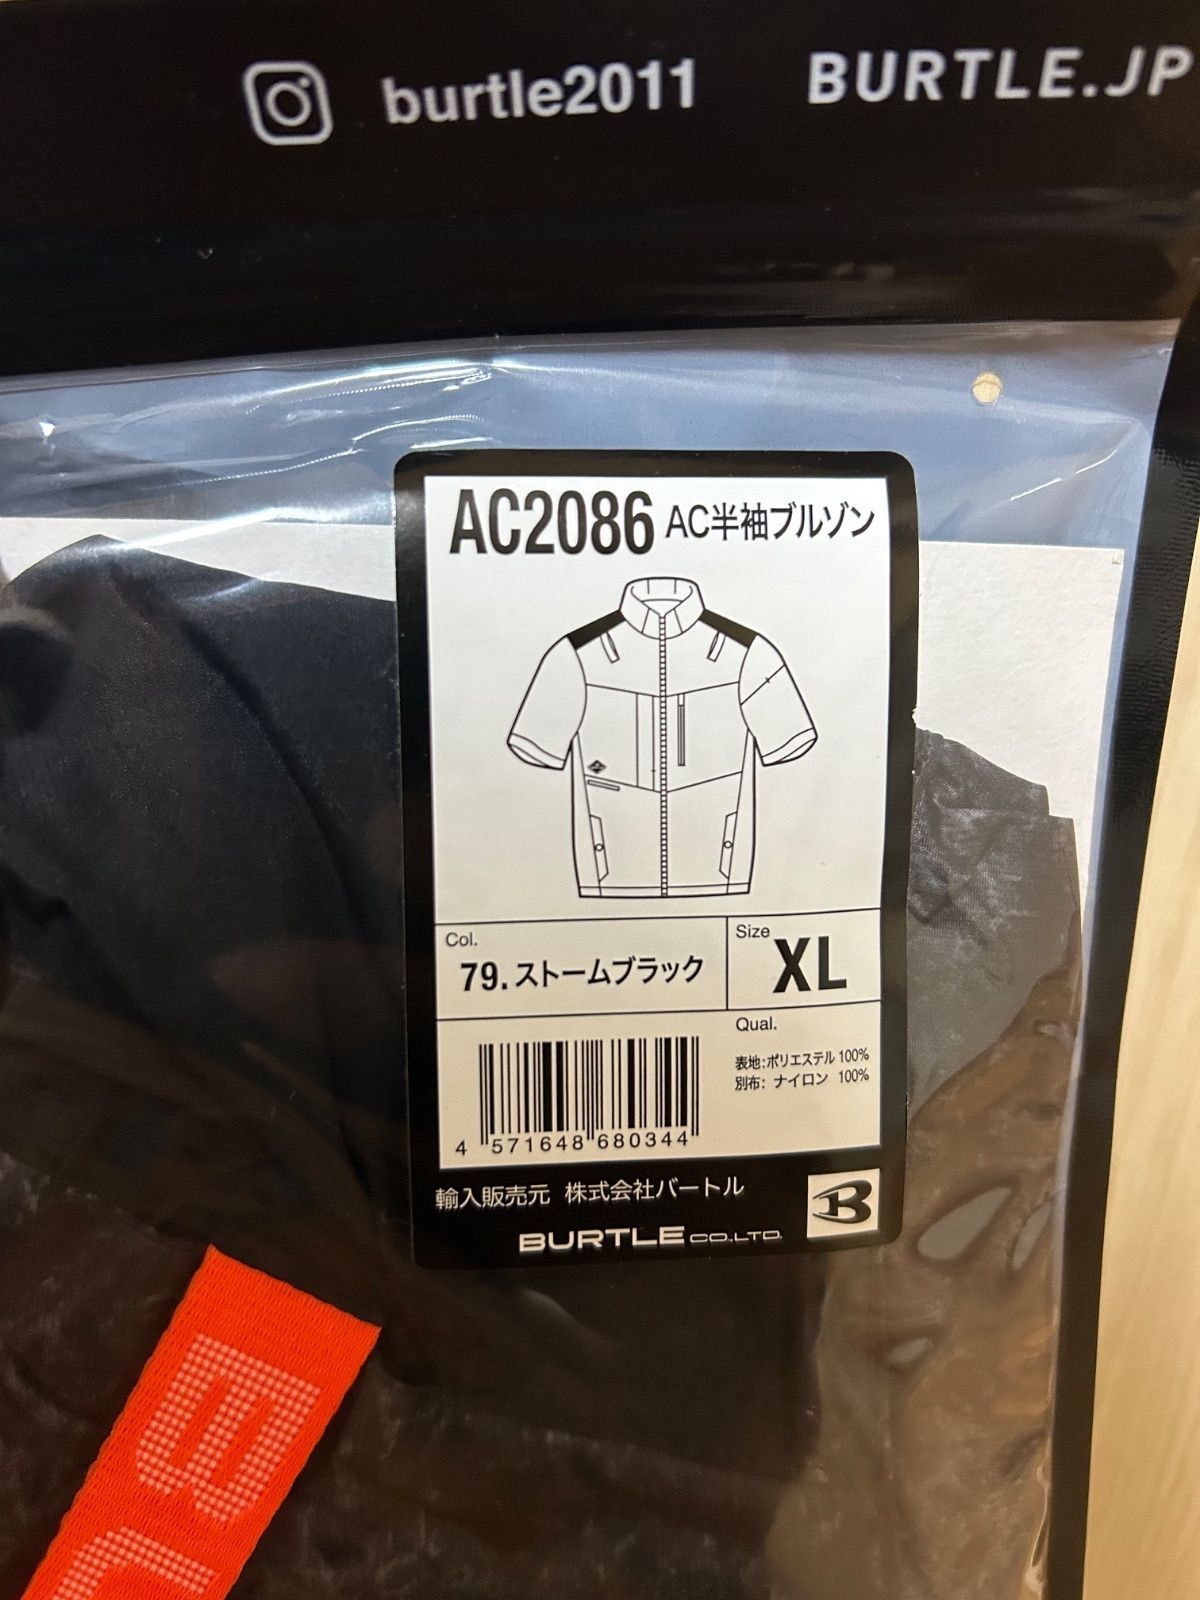 burtle2011 BURTLE.JP
AC2086 AC半袖ブルゾン
Col.
79.ストームブラック
Size
XL
Qual.
表地:ポリエステル 100%
別布: ナイロン 100%
4 571648 680344
輸入販売元 株式会社バートル
BURTLE CO.,LTD.
B